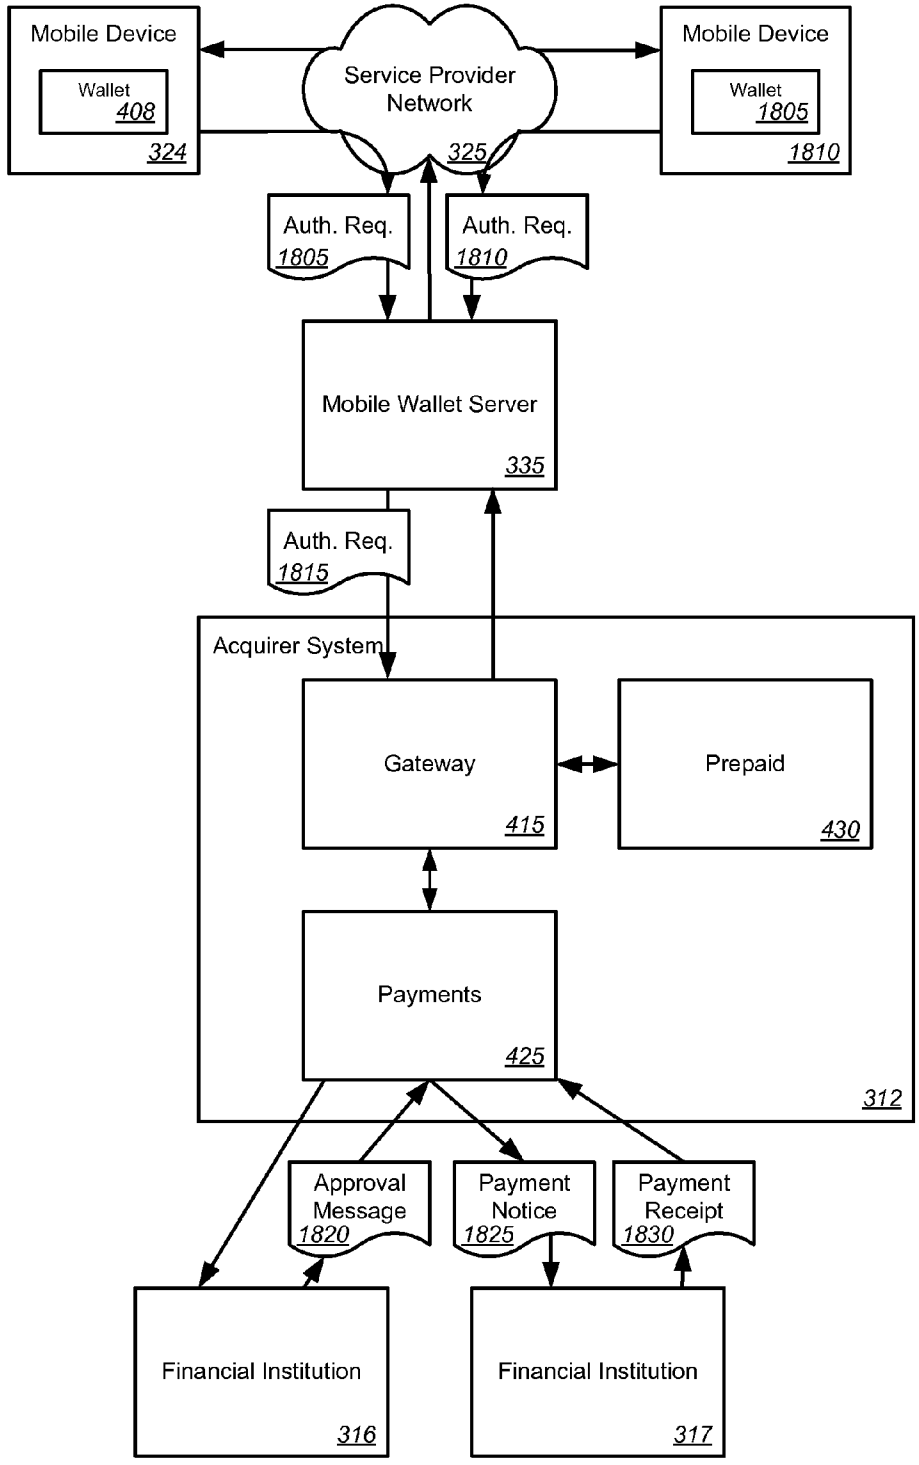 Mobile Device
Wallet
408
324
Service Provider
Network
325
Mobile Device
Wallet
1805
1810
Auth. Req.
1805
Auth. Req.
1810
Mobile Wallet Server
335
Auth. Req.
1815
Acquirer System
Gateway
415
Prepaid
430
Payments
425
312
Approval
Message
1820
Payment
Notice
1825
Payment
Receipt
1830
Financial Institution
316
Financial Institution
317